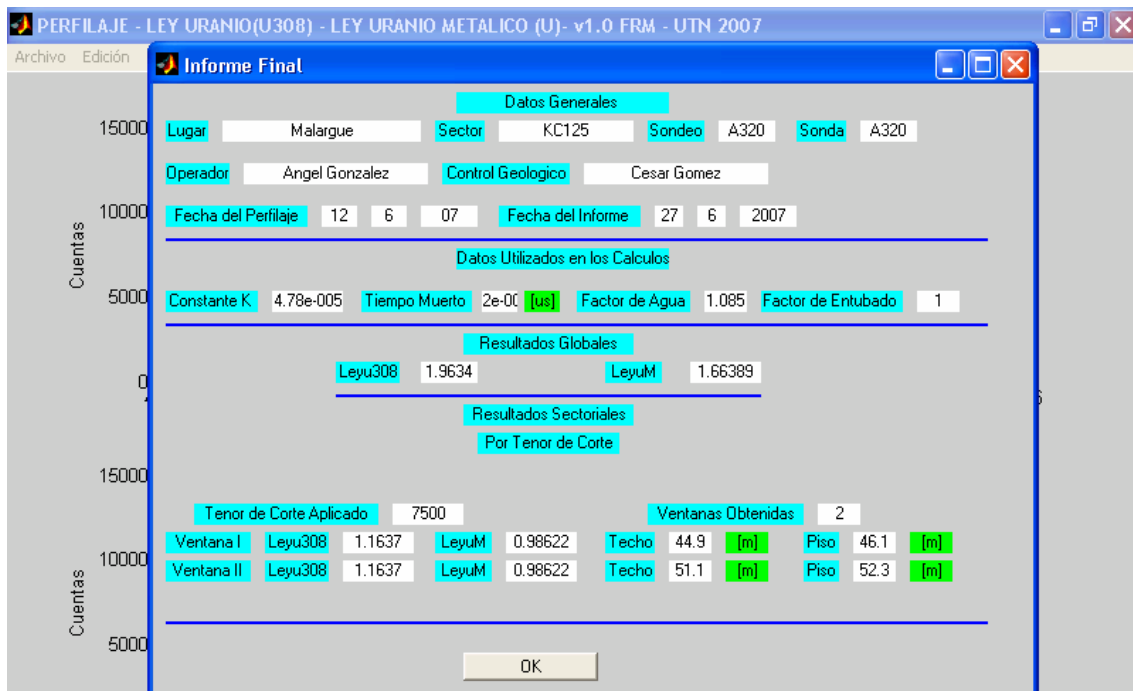 PERFILAJE - LEY URANIO(U308) - LEY URANIO METALICO (U)- v1.0 FRM - UTN 2007
Archivo Edición
Informe Final
Datos Generales
Lugar Malargue Sector KC125 Sondeo A320 Sonda A320
Operador Angel Gonzalez Control Geologico Cesar Gomez
Fecha del Perfilaje 12 6 07 Fecha del Informe 27 6 2007
Datos Utilizados en los Calculos
Constante K 4.78e-005 Tiempo Muerto 2e-00 [us] Factor de Agua 1.085 Factor de Entubado 1
Resultados Globales
Leyu308 1.9634 LeyuM 1.66389
Resultados Sectoriales
Por Tenor de Corte
Tenor de Corte Aplicado 7500 Ventanas Obtenidas 2
Ventana I Leyu308 1.1637 LeyuM 0.98622 Techo 44.9 [m] Piso 46.1 [m]
Ventana II Leyu308 1.1637 LeyuM 0.98622 Techo 51.1 [m] Piso 52.3 [m]
OK
15000
10000
5000
0
Cuentas
15000
10000
5000
Cuentas